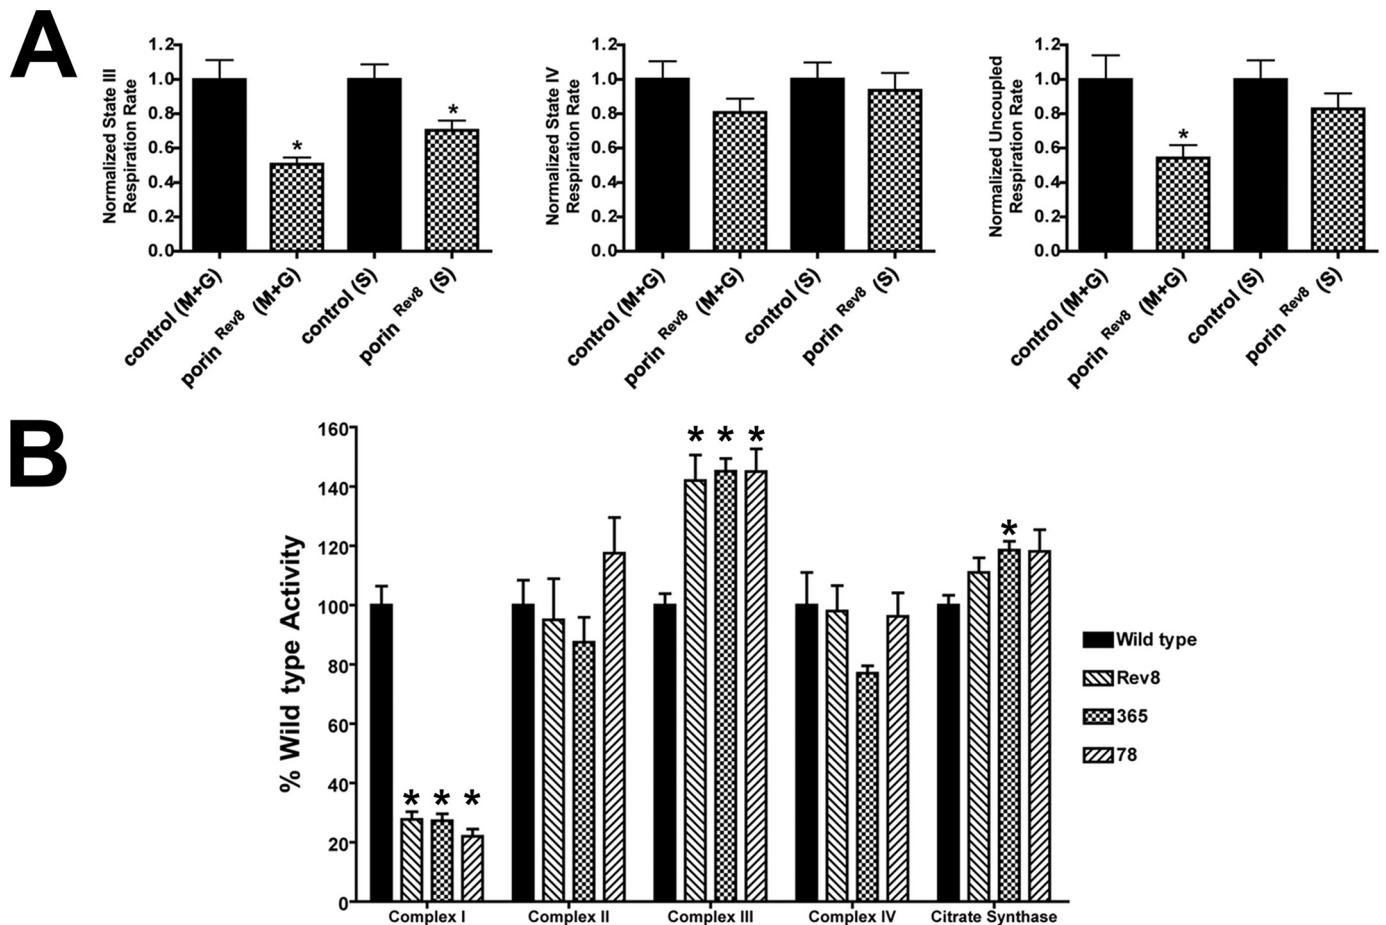 A
Normalized State III
Respiration Rate
1.2
1.0
0.8
0.6
0.4
0.2
0.0
*
*
control (M+G)
porin Rev8 (M+G)
control (S)
porin Rev8 (S)
Normalized State IV
Respiration Rate
1.2
1.0
0.8
0.6
0.4
0.2
0.0
control (M+G)
porin Rev8 (M+G)
control (S)
porin Rev8 (S)
Normalized Uncoupled
Respiration Rate
1.2
1.0
0.8
0.6
0.4
0.2
0.0
*
control (M+G)
porin Rev8 (M+G)
control (S)
porin Rev8 (S)
B
% Wild type Activity
160
140
120
100
80
60
40
20
0
* * *
* * *
*
Complex I
Complex II
Complex III
Complex IV
Citrate Synthase
Wild type
Rev8
365
78